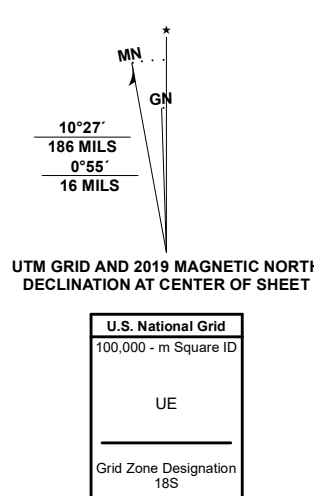 ★
MN
GN
10°27´
186 MILS
0°55´
16 MILS
UTM GRID AND 2019 MAGNETIC NORTH
DECLINATION AT CENTER OF SHEET
U.S. National Grid
100,000 - m Square ID
UE
Grid Zone Designation
18S